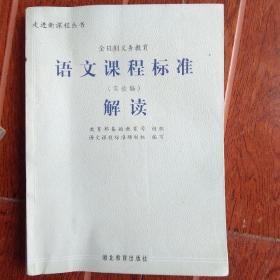 走进新课程丛书
全日制义务教育
语文课程标准
(实验稿)
解读
教育部基础教育司 组织
语文课程标准研制组 编写
湖北教育出版社